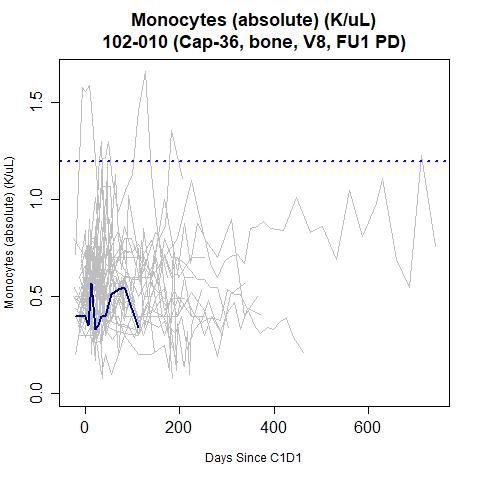 Monocytes (absolute) (K/uL)
102-010 (Cap-36, bone, V8, FU1 PD)
Monocytes (absolute) (K/uL)
1.5
1.0
0.5
0.0
0
200
400
600
Days Since C1D1